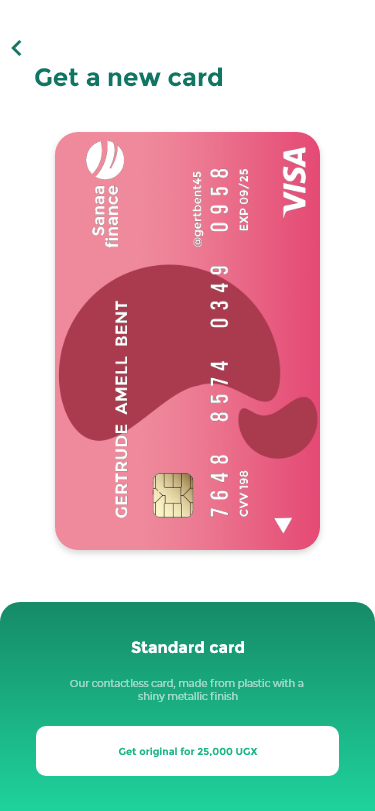 Get a new card
Sanaa
finance
VISA
GERTRUDE AMELL BENT
@gertbent45
7648 8574 0349 0958
CVV 198
EXP 09/25
Standard card
Our contactless card, made from plastic with a
shiny metallic finish
Get original for 25,000 UGX